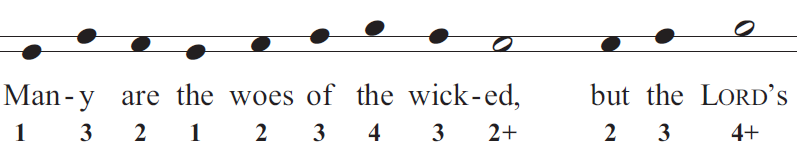 Man-y are the woes of the wick-ed, but the LORD's
1 3 2 1 2 3 4 3 2+ 2 3 4+